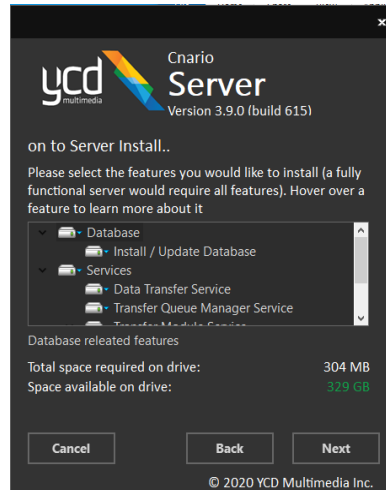 ×
ycd
multimedia
Cnario
Server
Version 3.9.0 (build 615)
on to Server Install..
Please select the features you would like to install (a fully
functional server would require all features). Hover over a
feature to learn more about it
Database
Install / Update Database
Services
Data Transfer Service
Transfer Queue Manager Service
Transfer Module Service
Database releated features
Total space required on drive: 304 MB
Space available on drive: 329 GB
Cancel Back Next
© 2020 YCD Multimedia Inc.